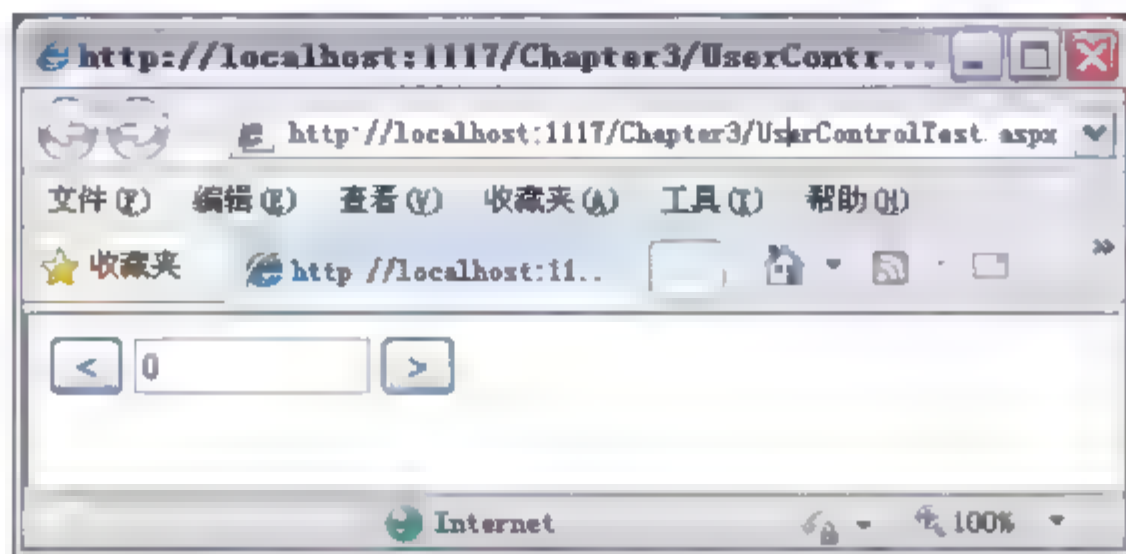 http://localhost:1117/Chapter3/UserContr...
http://localhost:1117/Chapter3/UserControlTest.aspx
文件(F) 编辑(E) 查看(V) 收藏夹(A) 工具(T) 帮助(H)
收藏夹 http://localhost:11..
< 0 >
Internet 100%